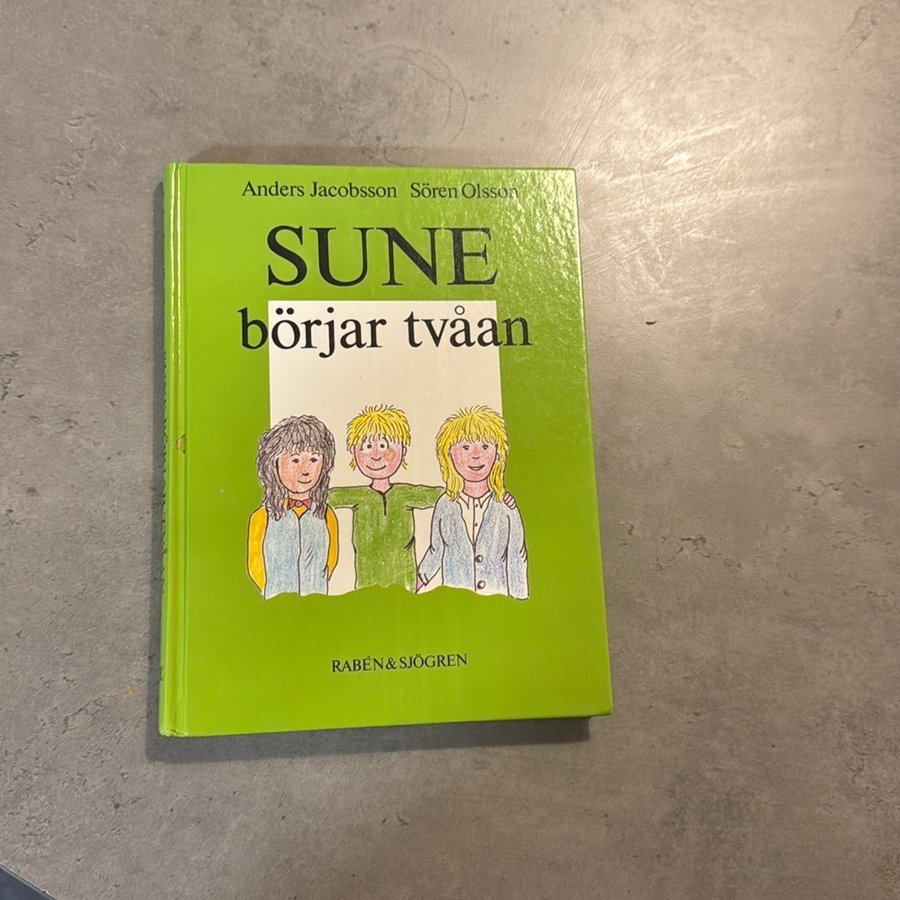 Anders Jacobsson Sören Olsson
SUNE
börjar tvåan
RABÉN & SJÖGREN